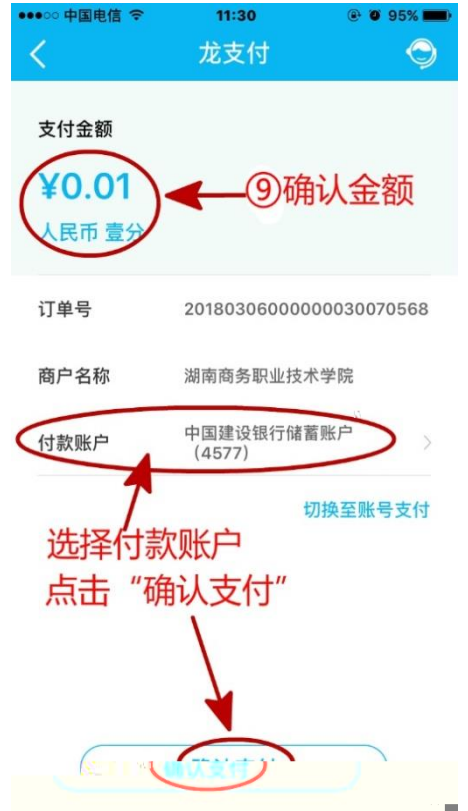 中国电信 11:30 95%
龙支付
支付金额
¥0.01
⑨确认金额
人民币 壹分
订单号 20180306000000030070568
商户名称 湖南商务职业技术学院
付款账户 中国建设银行储蓄账户
(4577)
切换至账号支付
选择付款账户
点击“确认支付”
确认支付